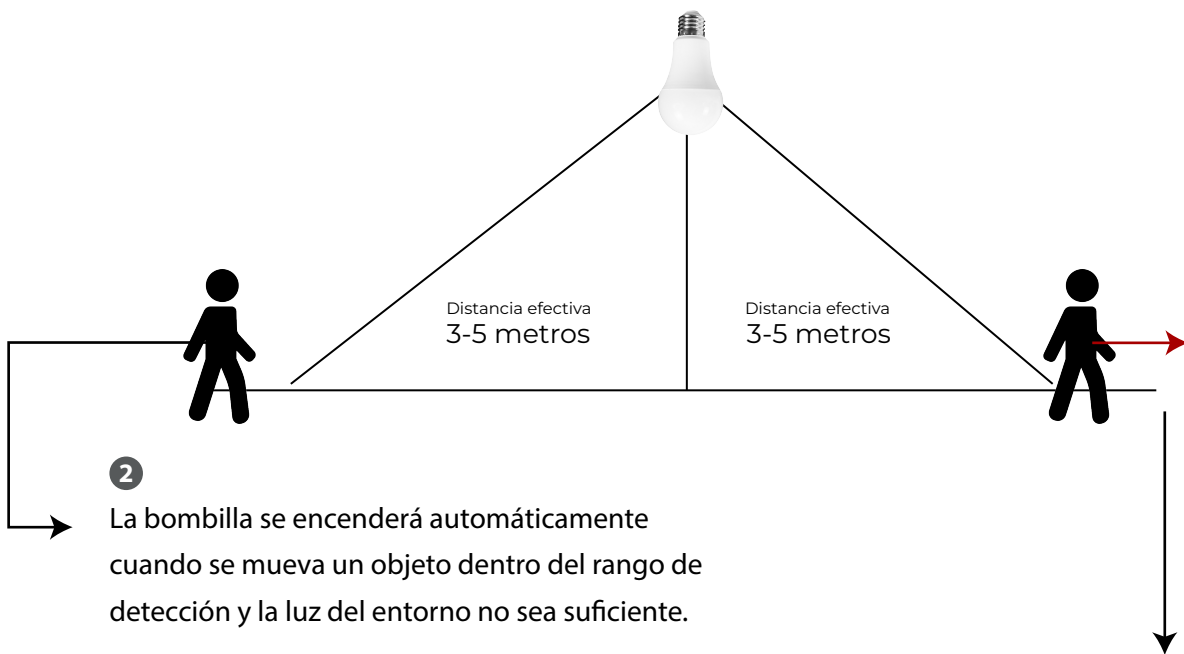 Distancia efectiva
3-5 metros
Distancia efectiva
3-5 metros
2
La bombilla se encenderá automáticamente
cuando se mueva un objeto dentro del rango de
detección y la luz del entorno no sea suficiente.